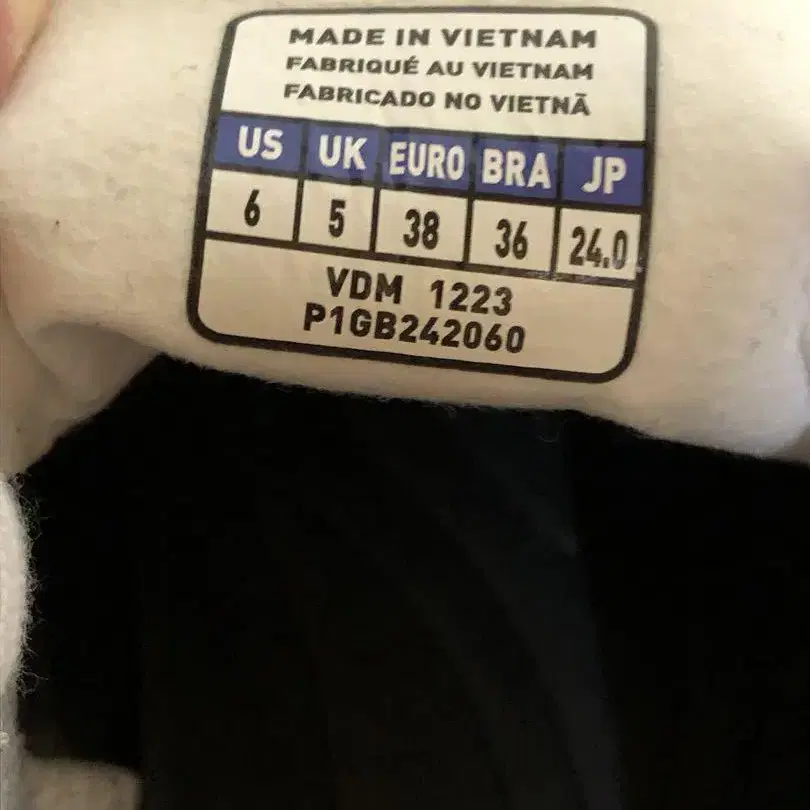 MADE IN VIETNAM
FABRIQUÉ AU VIETNAM
FABRICADO NO VIETNÃ
US UK EURO BRA JP
6 5 38 36 24.0
VDM 1223
P1GB242060